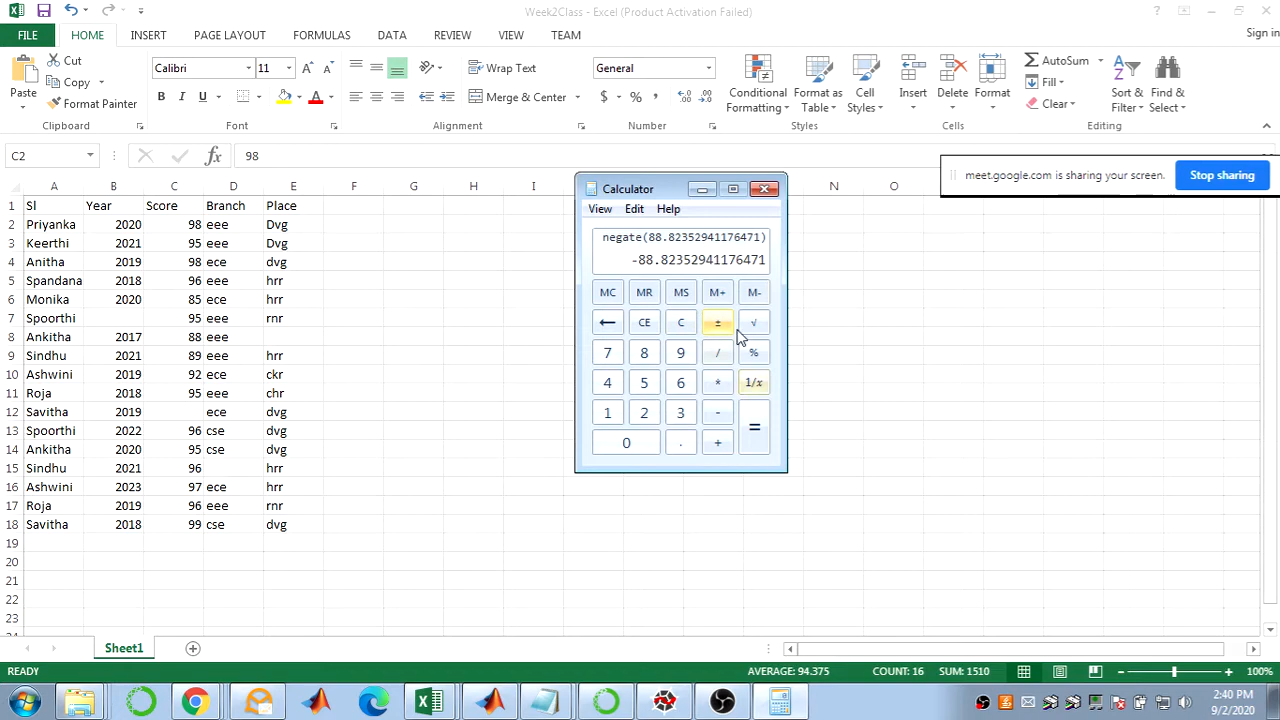 Week2Class - Excel (Product Activation Failed)
FILE HOME INSERT PAGE LAYOUT FORMULAS DATA REVIEW VIEW TEAM Sign in
Paste Cut Copy Format Painter Clipboard
Calibri 11 B I U A Font
Wrap Text Merge & Center Alignment
General $ % , Number
Conditional Formatting Format as Table Cell Styles Styles
Insert Delete Format Cells
AutoSum Fill Clear Sort & Filter Find & Select Editing
C2 fx 98
meet.google.com is sharing your screen. Stop sharing
A B C D E F G H I N O
1 Sl Year Score Branch Place
2 Priyanka 2020 98 eee Dvg
3 Keerthi 2021 95 eee Dvg
4 Anitha 2019 98 ece dvg
5 Spandana 2018 96 eee hrr
6 Monika 2020 85 ece hrr
7 Spoorthi 95 eee rnr
8 Ankitha 2017 88 eee
9 Sindhu 2021 89 eee hrr
10 Ashwini 2019 92 ece ckr
11 Roja 2018 95 eee chr
12 Savitha 2019 ece dvg
13 Spoorthi 2022 96 cse dvg
14 Ankitha 2020 95 cse dvg
15 Sindhu 2021 96 hrr
16 Ashwini 2023 97 ece hrr
17 Roja 2019 96 eee rnr
18 Savitha 2018 99 cse dvg
19
20
21
22
23
24
Calculator
View Edit Help
negate(88.82352941176471)
-88.82352941176471
MC MR MS M+ M-
← CE C ± √
7 8 9 / %
4 5 6 * 1/x
1 2 3 - =
0 . +
Sheet1
READY AVERAGE: 94.375 COUNT: 16 SUM: 1510 100%
2:40 PM
9/2/2020